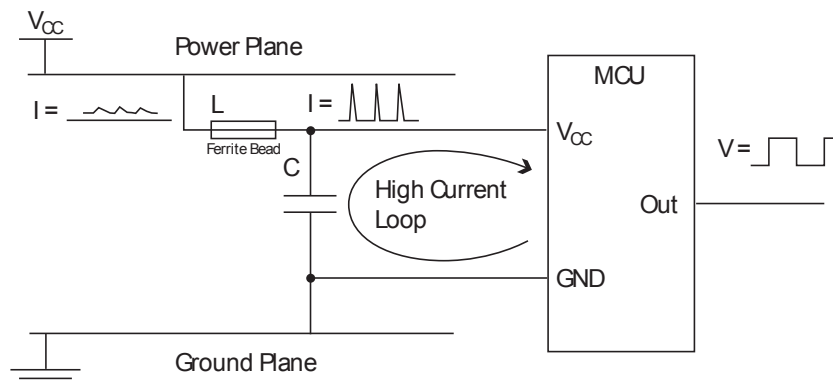 VCC
Power Plane
MCU
I =
L
I =
Ferrite Bead
VCC
V =
C
High Current
Loop
Out
GND
Ground Plane